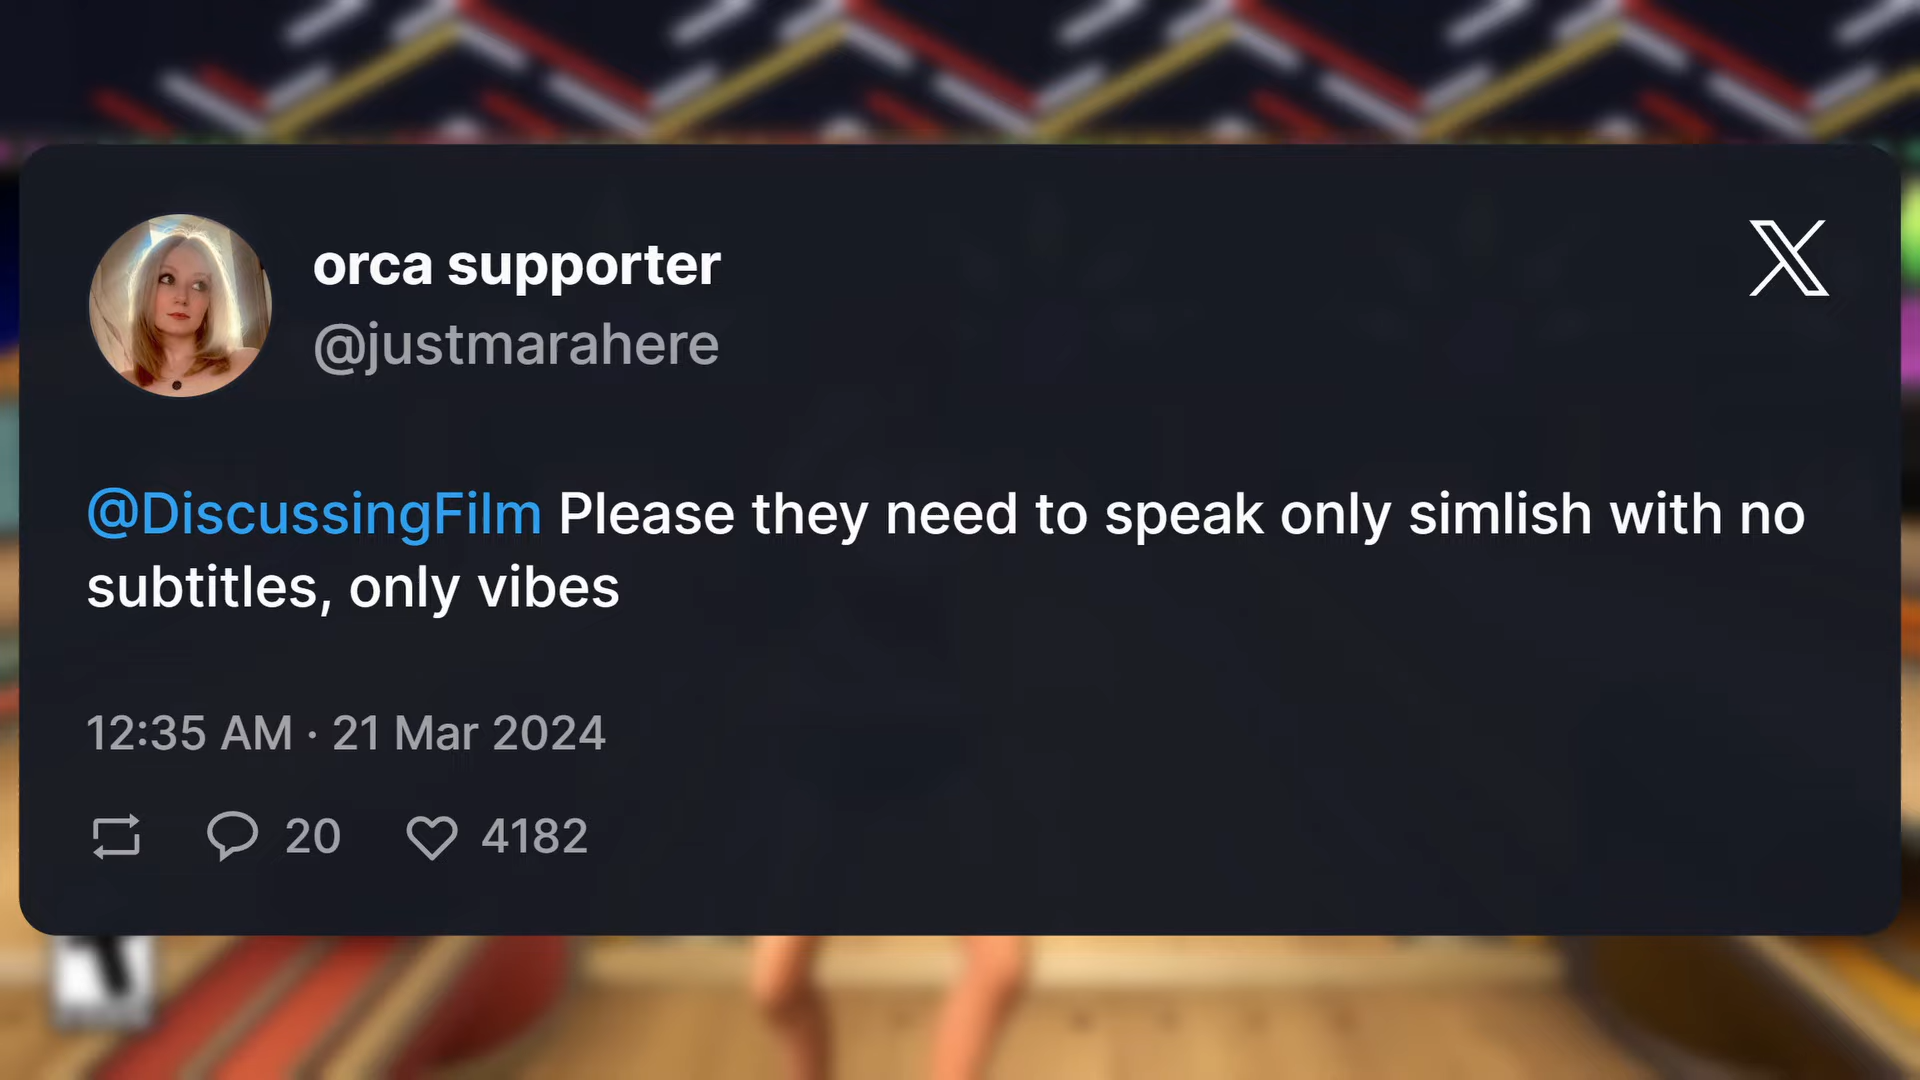 orca supporter
@justmarahere
@DiscussingFilm Please they need to speak only simlish with no
subtitles, only vibes
12:35 AM · 21 Mar 2024
20 4182